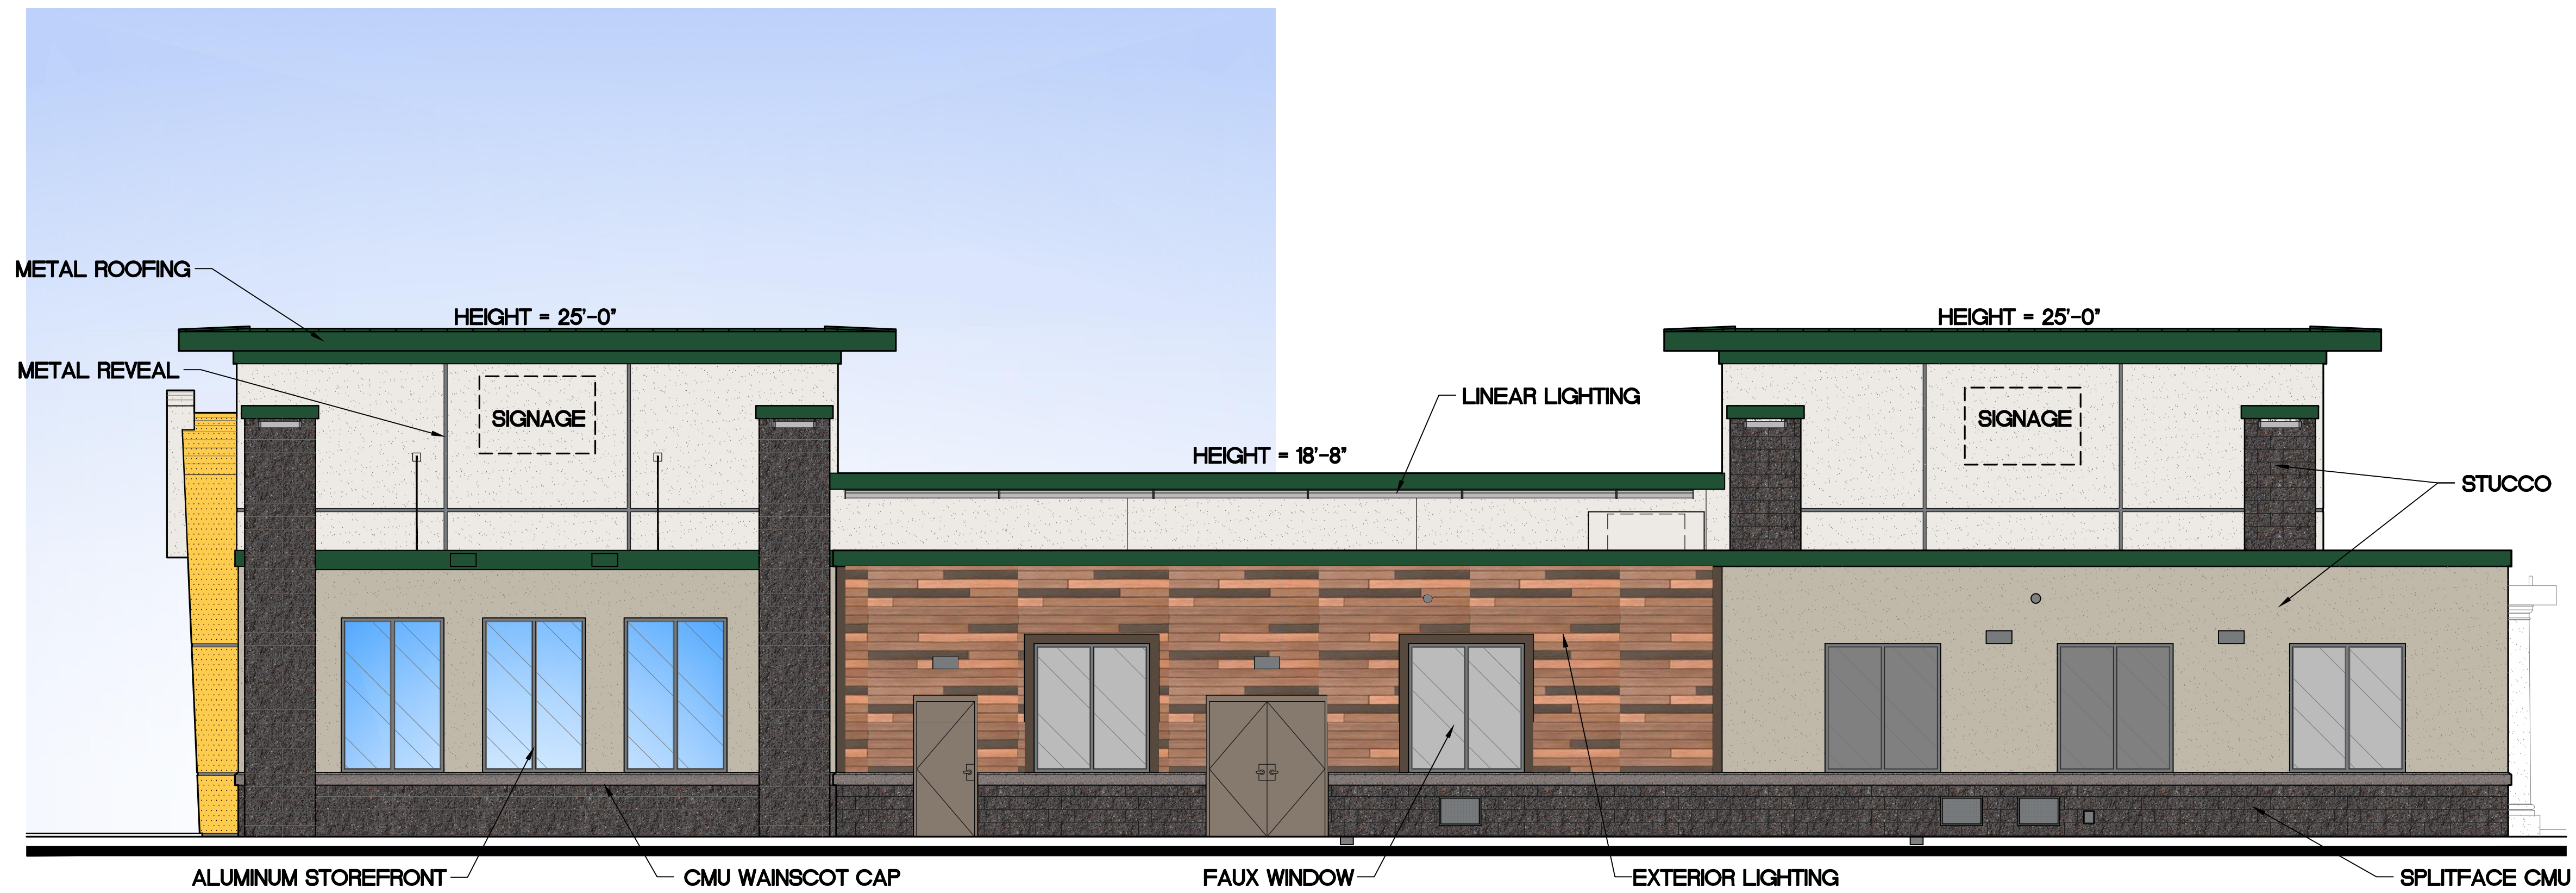 METAL ROOFING
HEIGHT = 25'-0"
HEIGHT = 25'-0"
METAL REVEAL
LINEAR LIGHTING
SIGNAGE
SIGNAGE
HEIGHT = 18'-8"
STUCCO
ALUMINUM STOREFRONT
CMU WAINSCOT CAP
FAUX WINDOW
EXTERIOR LIGHTING
SPLITFACE CMU